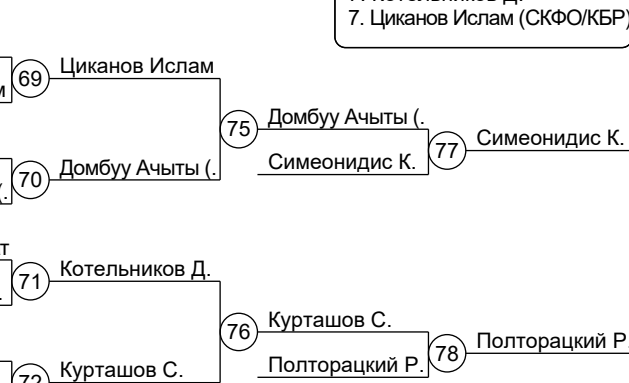 7. Циканов Ислам (СКФО/КБР)
69 Циканов Ислам
75 Домбуу Ачыты (.
Симеонидис К.
77 Симеонидис К.
70 Домбуу Ачыты (.
71 Котельников Д.
76 Курташов С.
Полторацкий Р.
78 Полторацкий Р.
72 Курташов С.